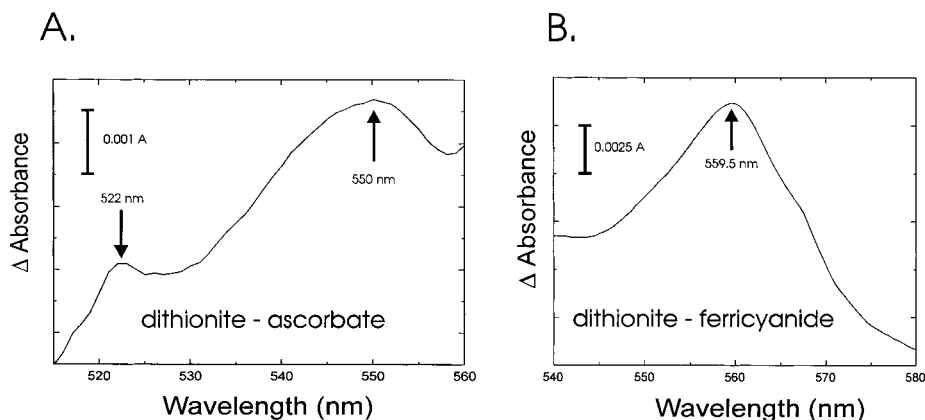 A.
B.
0.001 A
522 nm
550 nm
Δ Absorbance
dithionite - ascorbate
520 530 540 550 560
Wavelength (nm)
0.0025 A
559.5 nm
Δ Absorbance
dithionite - ferricyanide
540 550 560 570 580
Wavelength (nm)